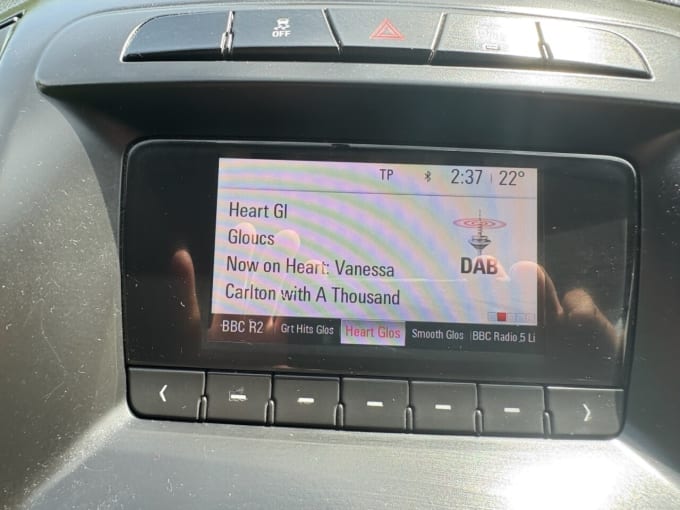 OFF
TP 2:37 22°
Heart Gl
Gloucs
Now on Heart: Vanessa
Carlton with A Thousand
DAB
BBC R2 Grt Hits Glos Heart Glos Smooth Glos BBC Radio 5 Li